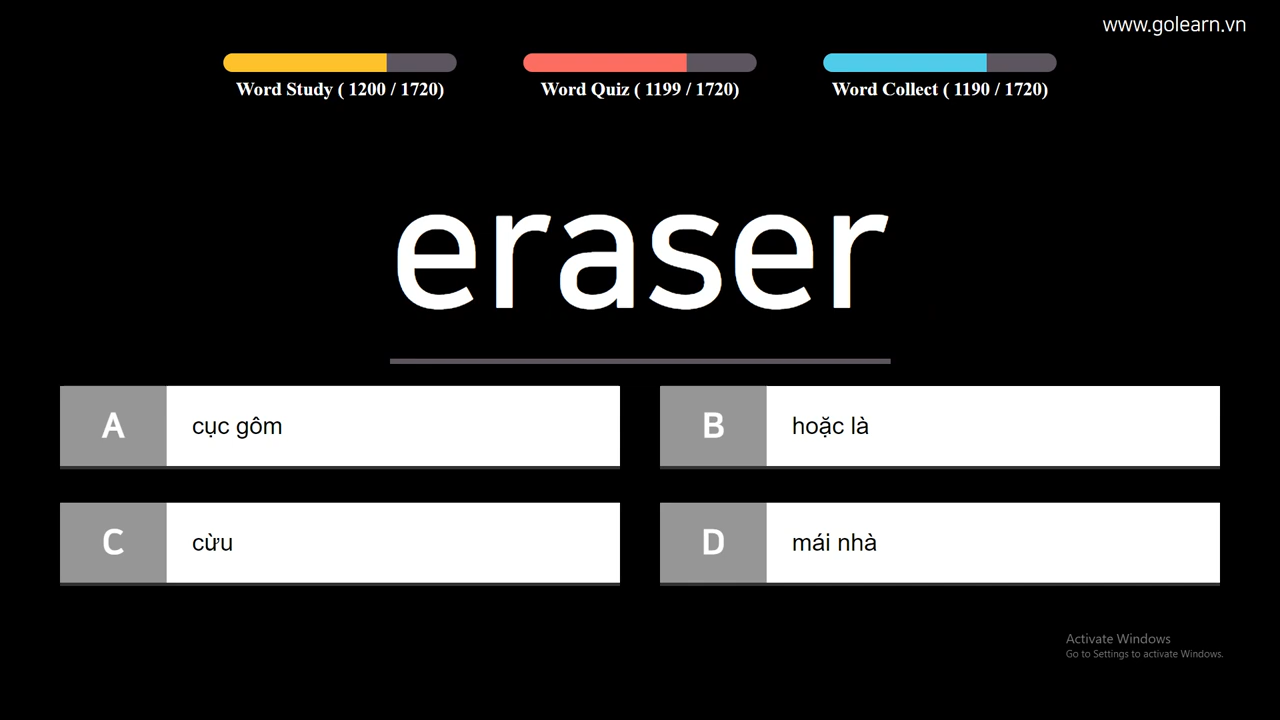 www.golearn.vn
Word Study ( 1200 / 1720)
Word Quiz ( 1199 / 1720)
Word Collect ( 1190 / 1720)
eraser
A cục gôm
B hoặc là
C cừu
D mái nhà
Activate Windows
Go to Settings to activate Windows.